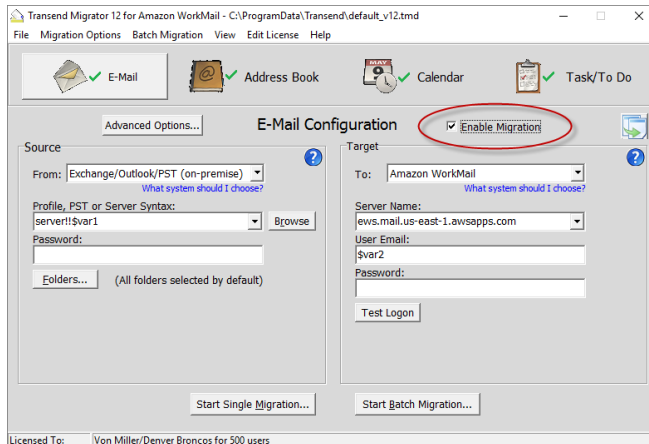 Transend Migrator 12 for Amazon WorkMail - C:\ProgramData\Transend\default_v12.tmd
File Migration Options Batch Migration View Edit License Help
E-Mail Address Book MAY Calendar Task/To Do
Advanced Options... E-Mail Configuration Enable Migration
Source
From: Exchange/Outlook/PST (on-premise)
What system should I choose?
Profile, PST or Server Syntax:
server!!$var1 Browse
Password:
Folders... (All folders selected by default)
Target
To: Amazon WorkMail
What system should I choose?
Server Name:
ews.mail.us-east-1.awsapps.com
User Email:
$var2
Password:
Test Logon
Start Single Migration... Start Batch Migration...
Licensed To: Von Miller/Denver Broncos for 500 users